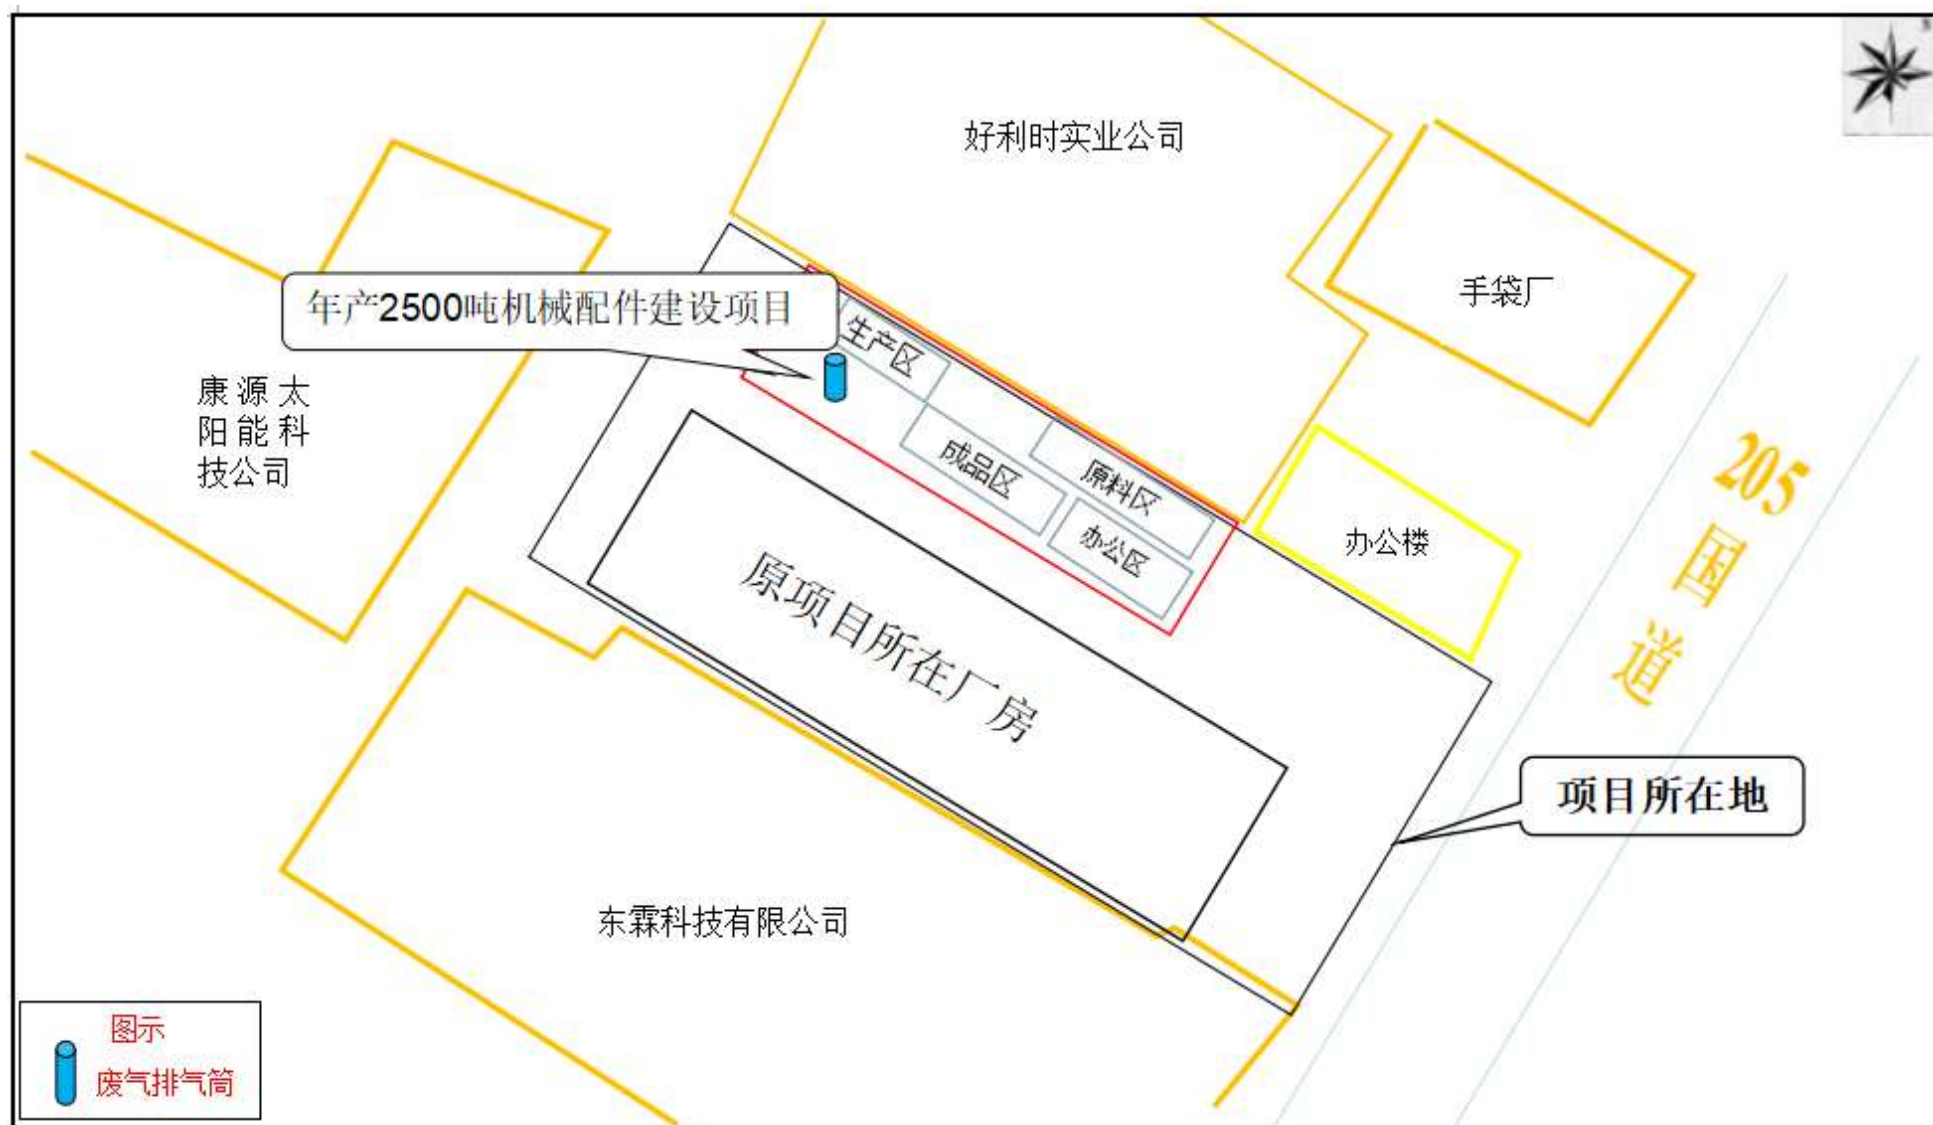 好利时实业公司
手袋厂
年产2500吨机械配件建设项目
生产区
康源太
阳能科
技公司
成品区
原料区
办公区
办公楼
205
国
道
原项目所在厂房
项目所在地
东霖科技有限公司
图示
废气排气筒